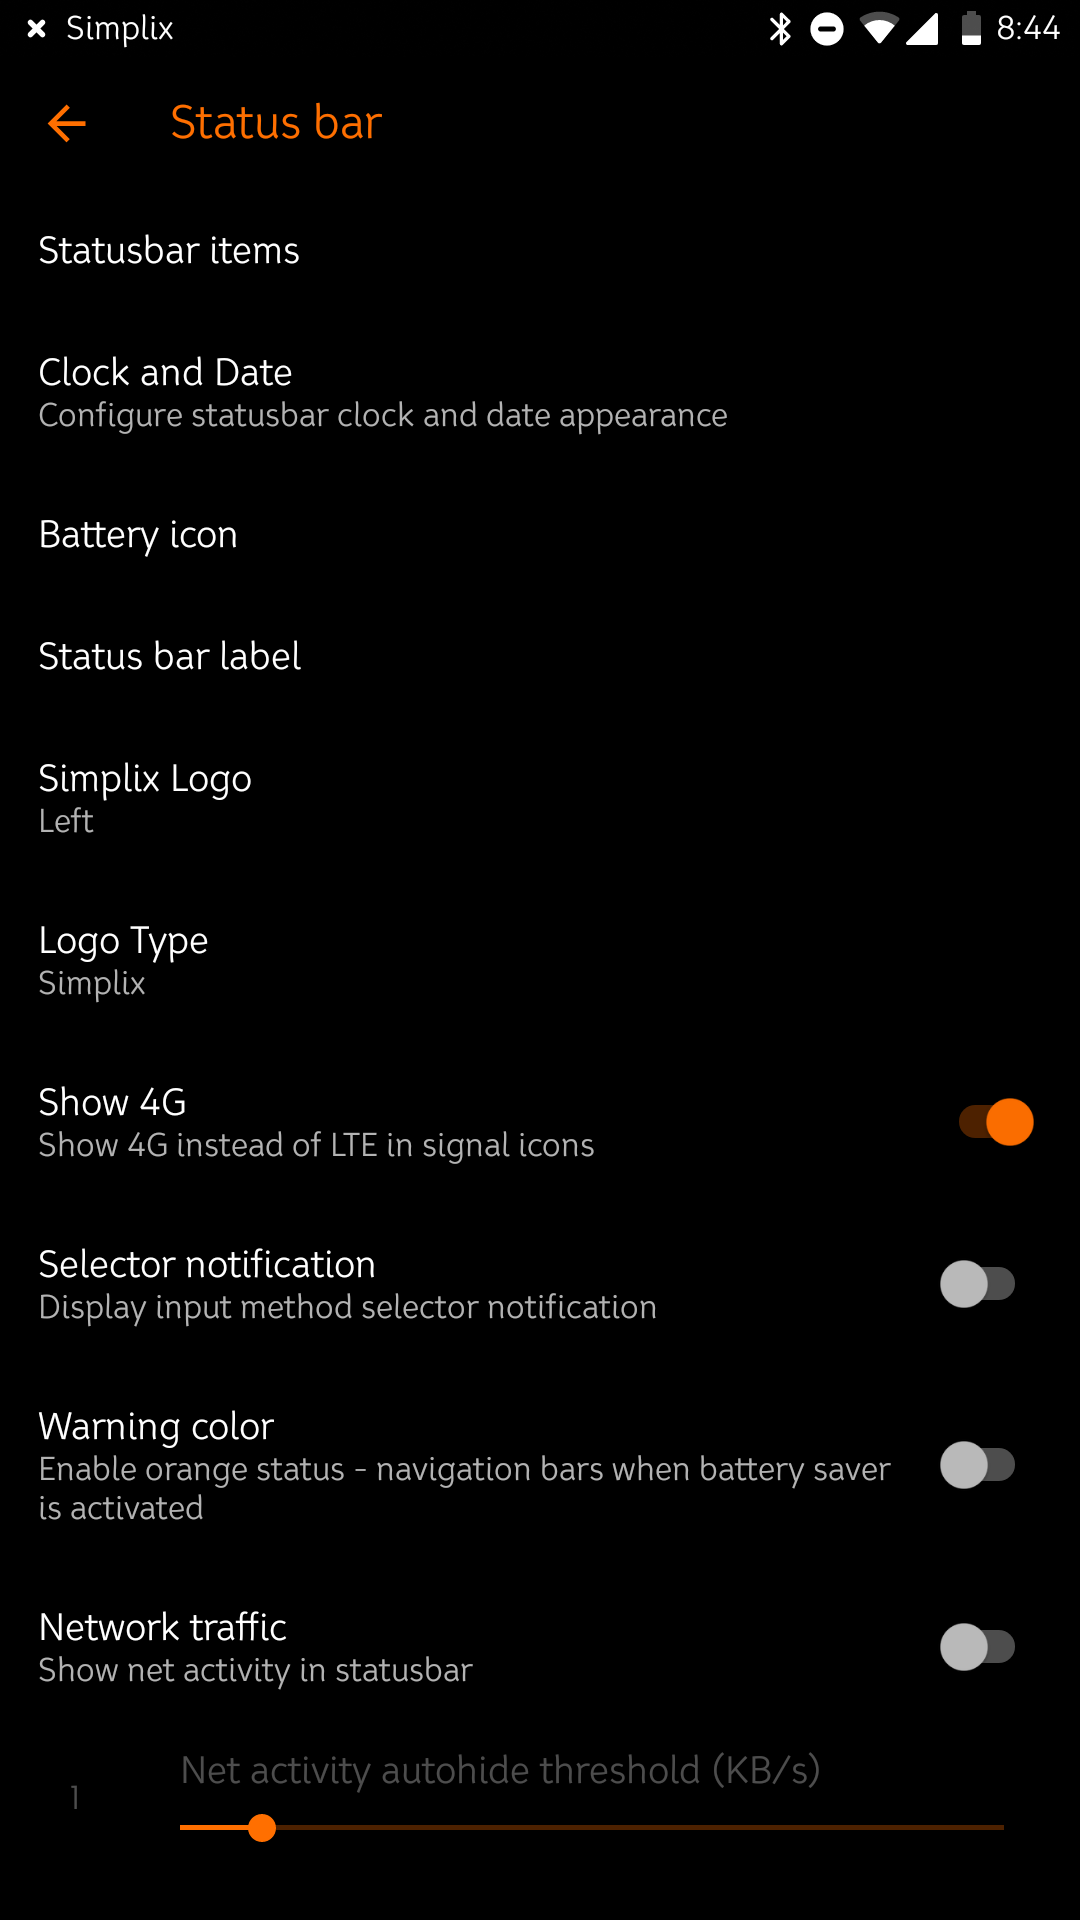 Simplix
8:44
Status bar
Statusbar items
Clock and Date
Configure statusbar clock and date appearance
Battery icon
Status bar label
Simplix Logo
Left
Logo Type
Simplix
Show 4G
Show 4G instead of LTE in signal icons
Selector notification
Display input method selector notification
Warning color
Enable orange status - navigation bars when battery saver
is activated
Network traffic
Show net activity in statusbar
Net activity autohide threshold (KB/s)
1